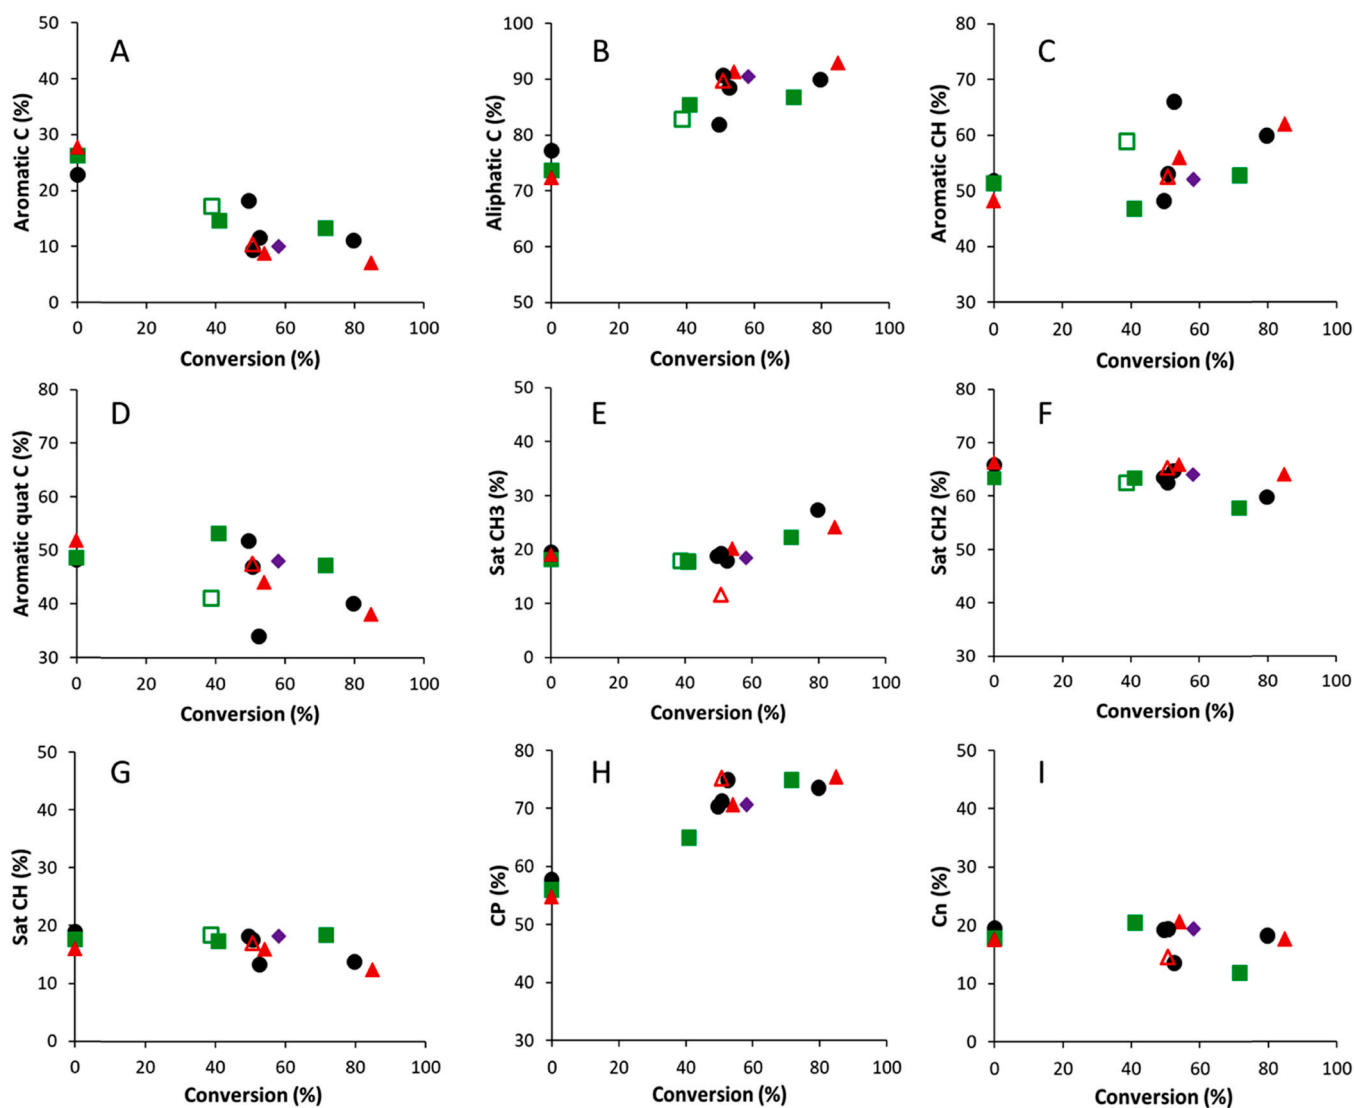 A
Aromatic C (%)
50
40
30
20
10
0
0 20 40 60 80 100
Conversion (%)
B
Aliphatic C (%)
100
90
80
70
60
50
0 20 40 60 80 100
Conversion (%)
C
Aromatic CH (%)
80
70
60
50
40
30
0 20 40 60 80 100
Conversion (%)
D
Aromatic quat C (%)
80
70
60
50
40
30
0 20 40 60 80 100
Conversion (%)
E
Sat CH3 (%)
50
40
30
20
10
0
0 20 40 60 80 100
Conversion (%)
F
Sat CH2 (%)
80
70
60
50
40
30
0 20 40 60 80 100
Conversion (%)
G
Sat CH (%)
50
40
30
20
10
0
0 20 40 60 80 100
Conversion (%)
H
CP (%)
80
70
60
50
40
30
0 20 40 60 80 100
Conversion (%)
I
Cn (%)
50
40
30
20
10
0
0 20 40 60 80 100
Conversion (%)